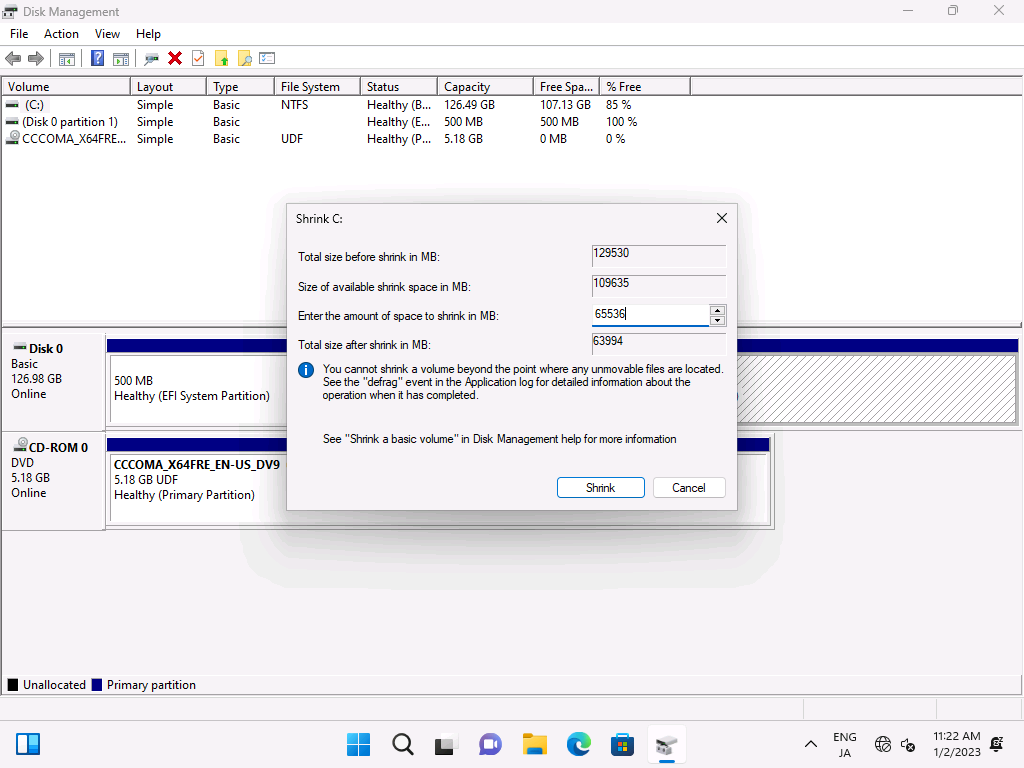 Disk Management
File Action View Help
Volume Layout Type File System Status Capacity Free Spa... % Free
(C:) Simple Basic NTFS Healthy (B... 126.49 GB 107.13 GB 85 %
(Disk 0 partition 1) Simple Basic Healthy (E... 500 MB 500 MB 100 %
CCCOMA_X64FRE... Simple Basic UDF Healthy (P... 5.18 GB 0 MB 0 %
Shrink C:
Total size before shrink in MB: 129530
Size of available shrink space in MB: 109635
Enter the amount of space to shrink in MB: 65536
Total size after shrink in MB: 63994
You cannot shrink a volume beyond the point where any unmovable files are located.
See the "defrag" event in the Application log for detailed information about the
operation when it has completed.
See "Shrink a basic volume" in Disk Management help for more information
Shrink Cancel
Disk 0
Basic
126.98 GB
Online
500 MB
Healthy (EFI System Partition)
CD-ROM 0
DVD
5.18 GB
Online
CCCOMA_X64FRE_EN-US_DV9
5.18 GB UDF
Healthy (Primary Partition)
Unallocated Primary partition
ENG
JA
11:22 AM
1/2/2023